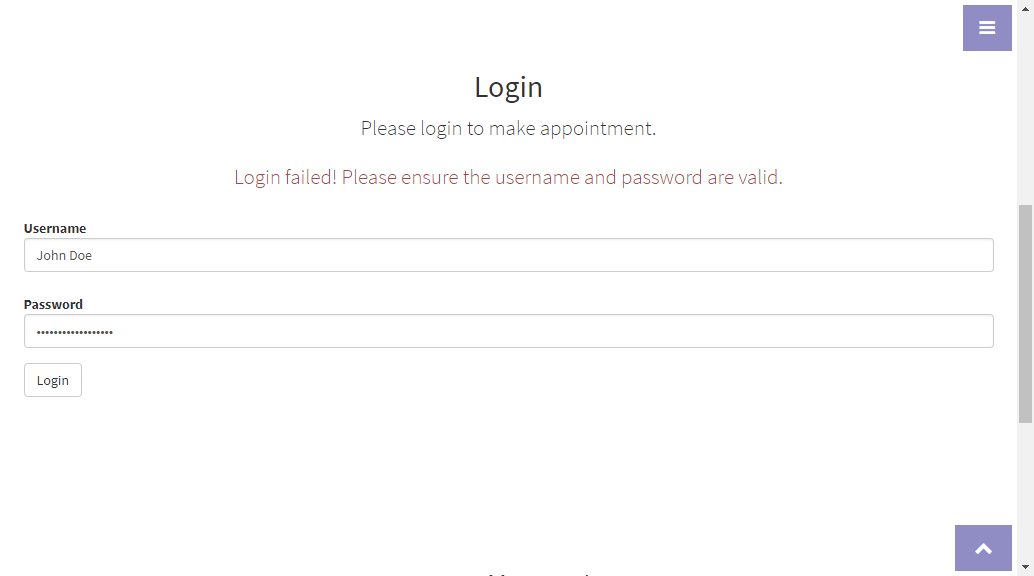 Login
Please login to make appointment.
Login failed! Please ensure the username and password are valid.
Username
John Doe
Password
••••••••••••••••••
Login